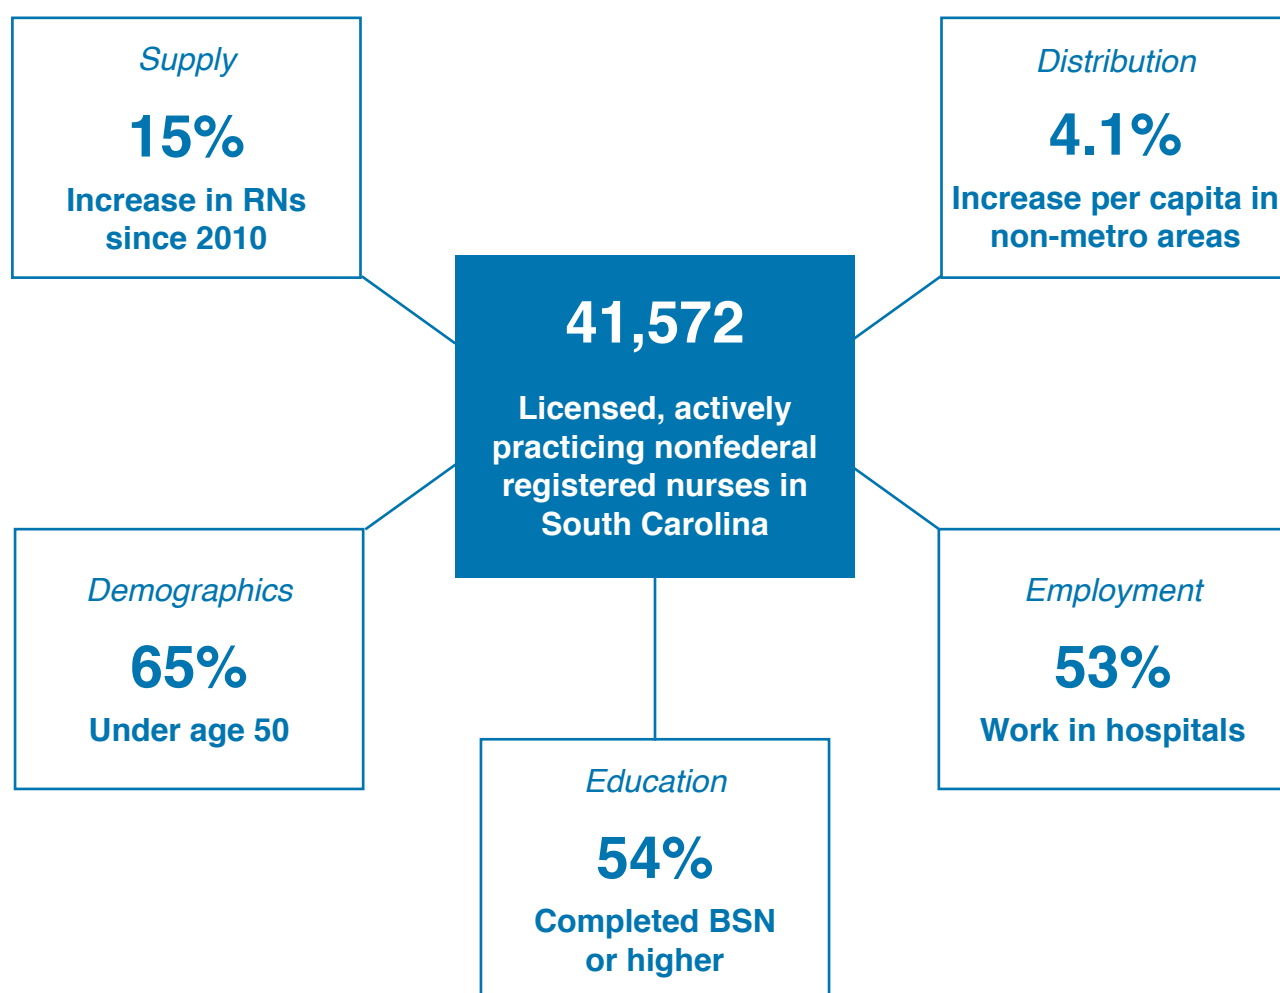 Supply
15%
Increase in RNs
since 2010
Distribution
4.1%
Increase per capita in
non-metro areas
41,572
Licensed, actively
practicing nonfederal
registered nurses in
South Carolina
Demographics
65%
Under age 50
Employment
53%
Work in hospitals
Education
54%
Completed BSN
or higher